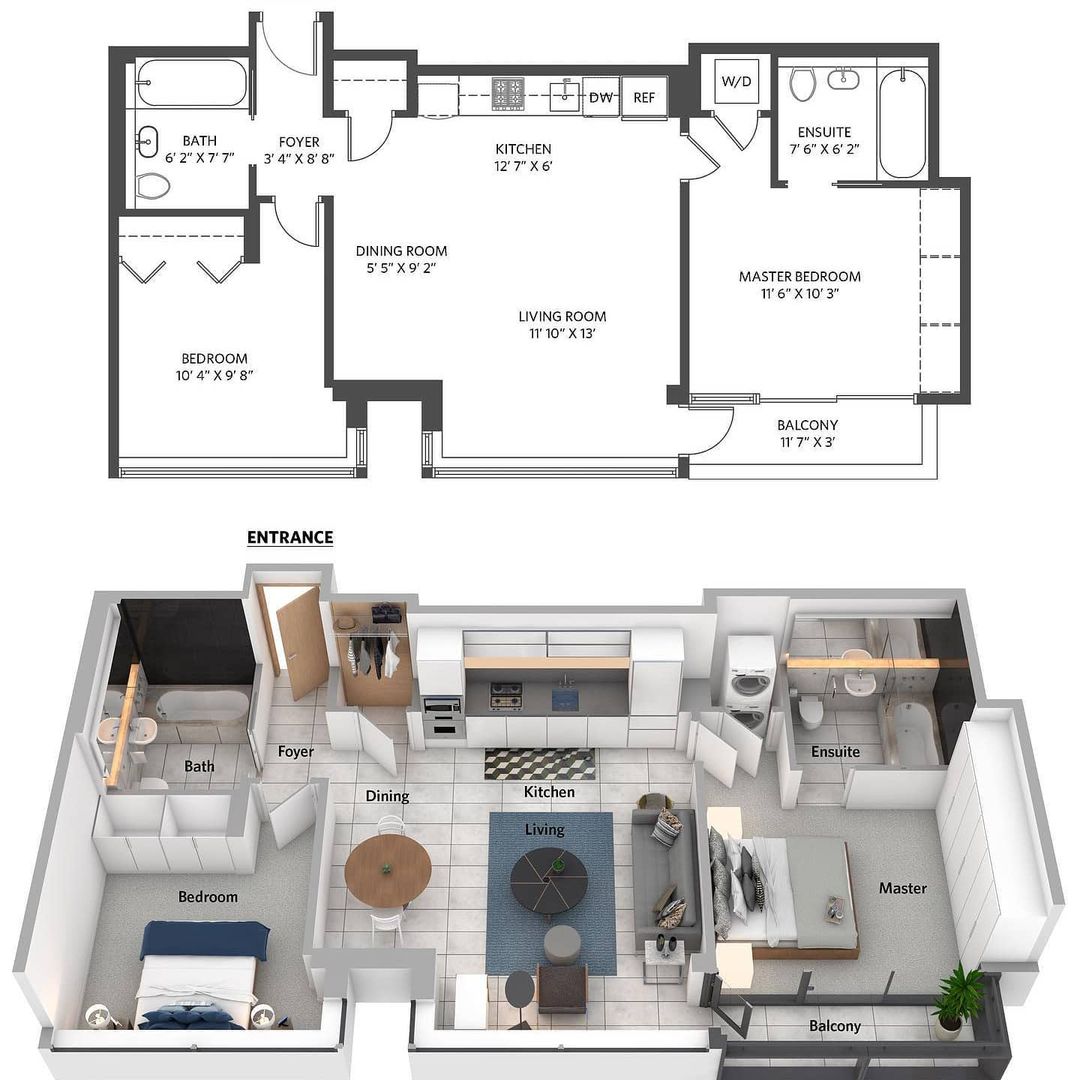 W/D
DW REF
BATH
6' 2" X 7' 7"
FOYER
3' 4" X 8' 8"
KITCHEN
12' 7" X 6'
ENSUITE
7' 6" X 6' 2"
DINING ROOM
5' 5" X 9' 2"
MASTER BEDROOM
11' 6" X 10' 3"
LIVING ROOM
11' 10" X 13'
BEDROOM
10' 4" X 9' 8"
BALCONY
11' 7" X 3'
ENTRANCE
Foyer
Ensuite
Bath
Kitchen
Dining
Living
Master
Bedroom
Balcony